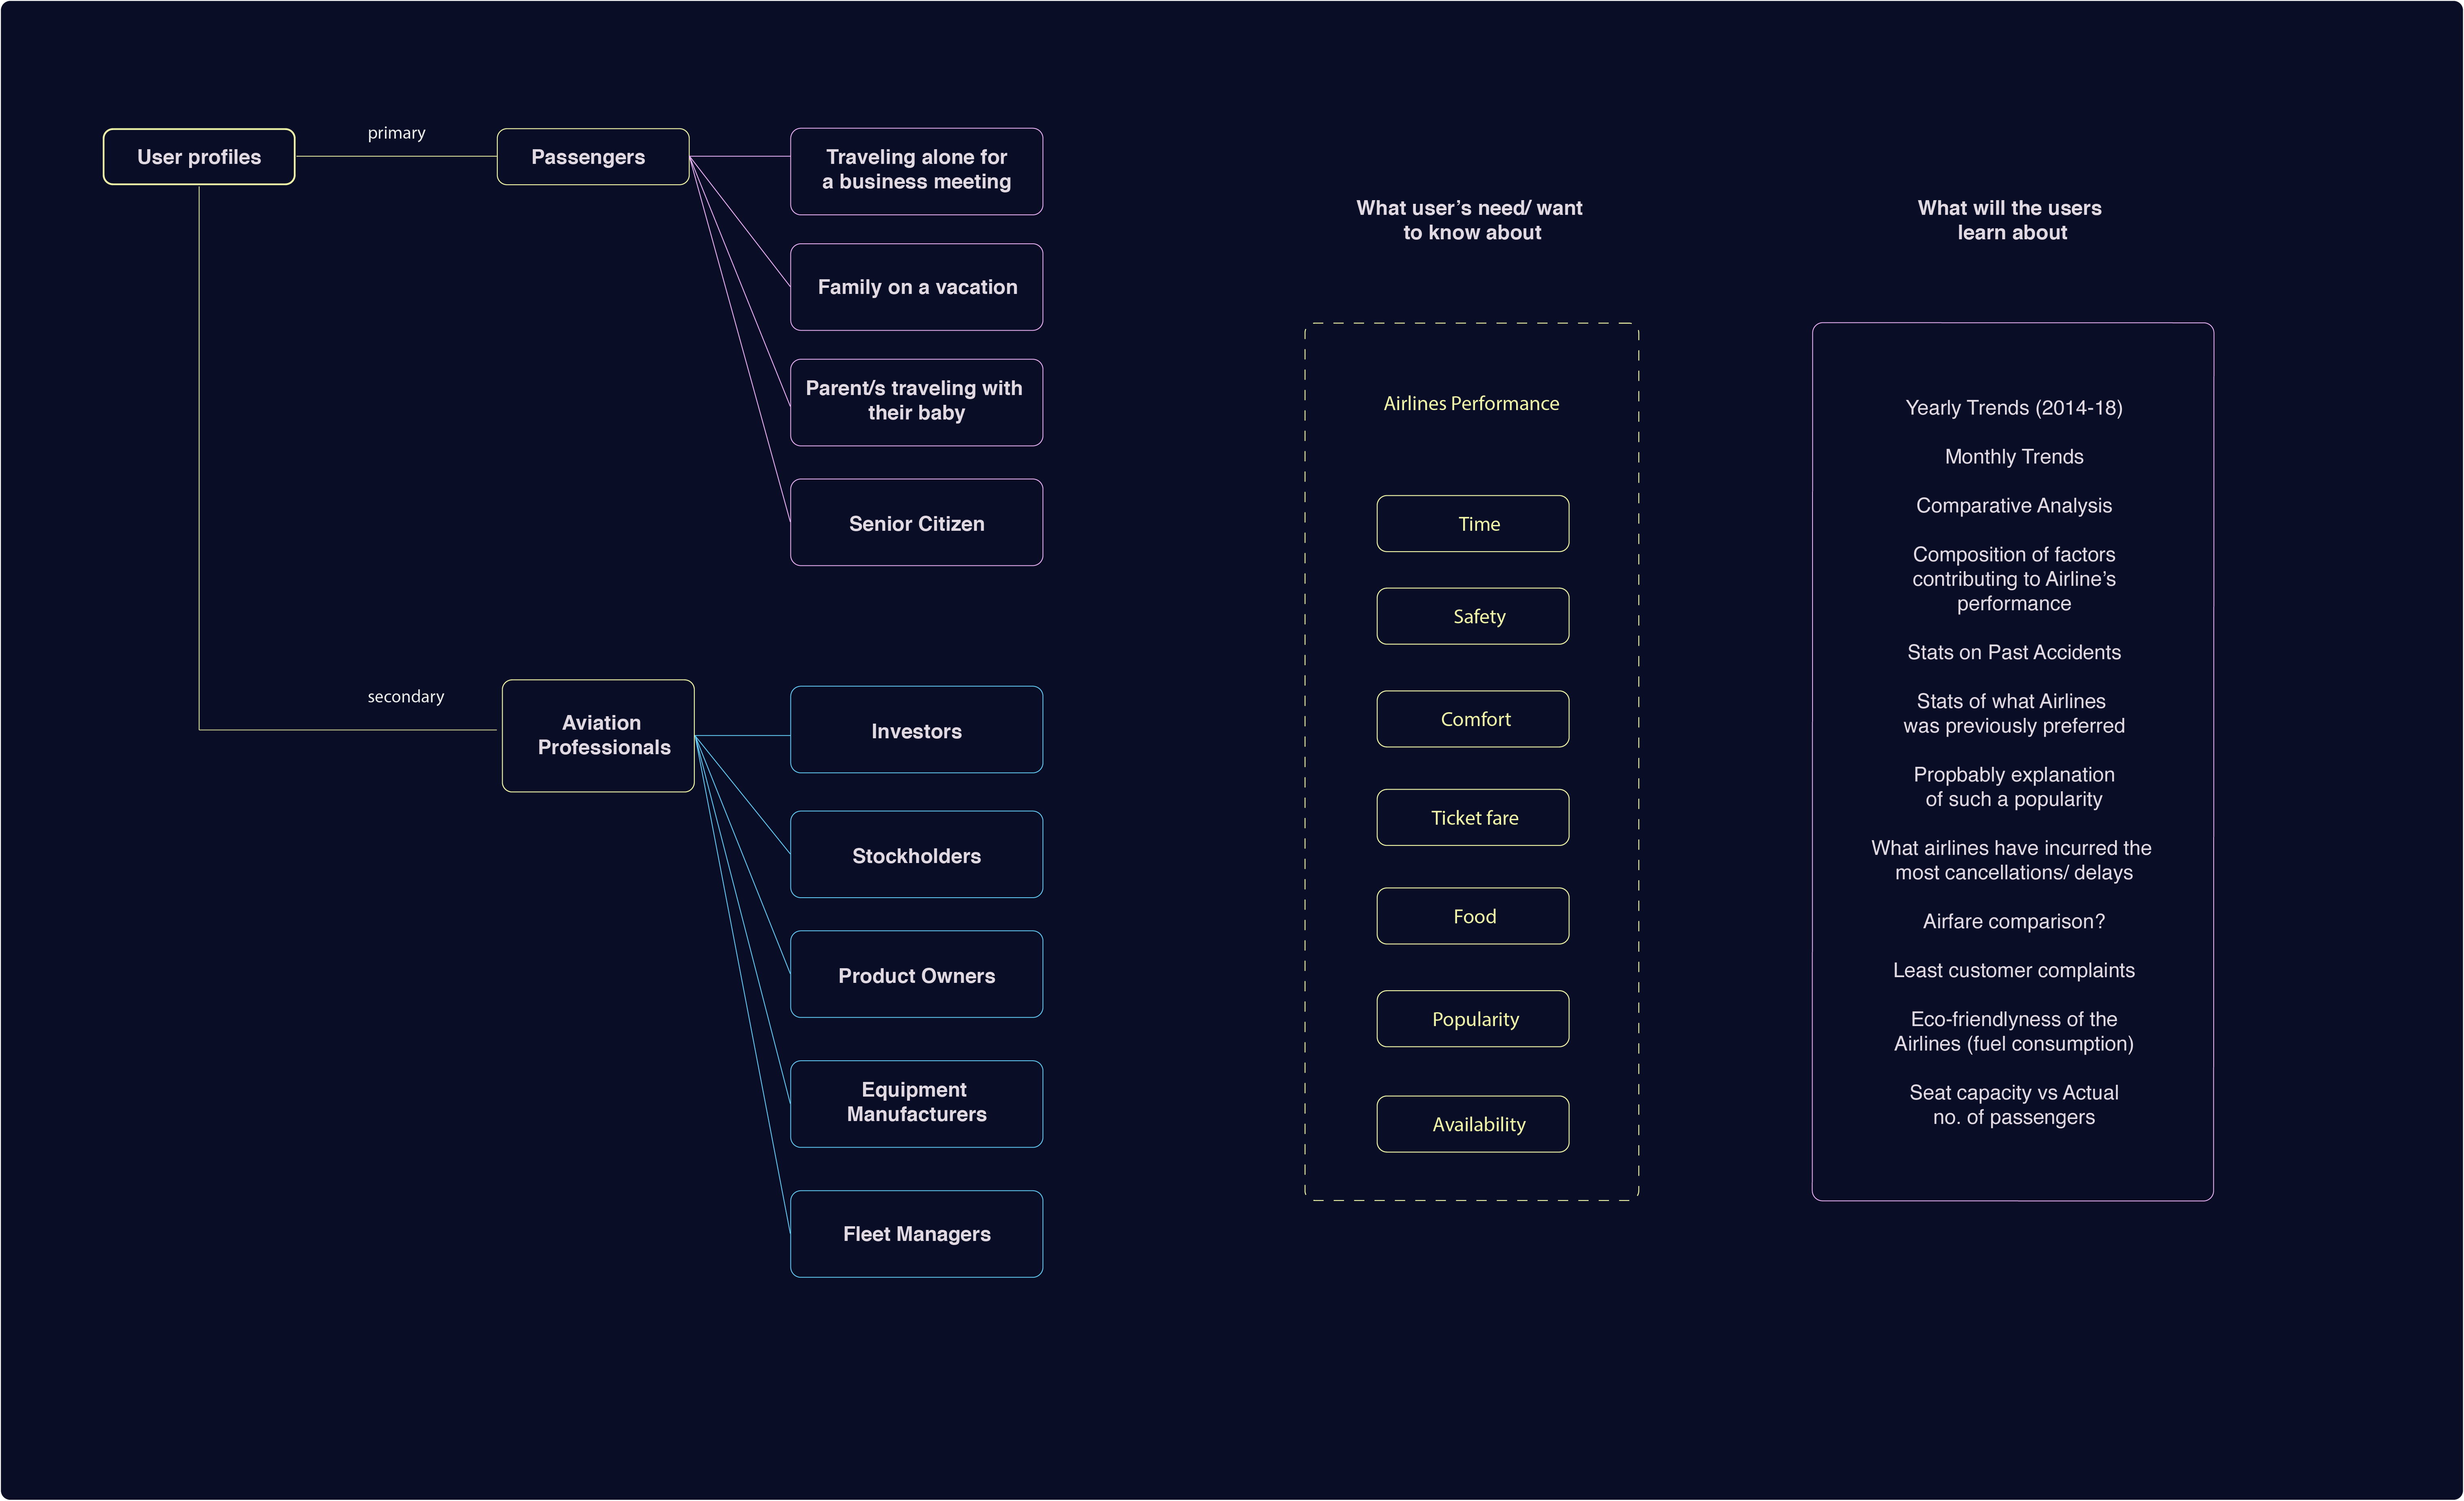 User profiles
primary
Passengers
Traveling alone for
a business meeting
Family on a vacation
Parent/s traveling with
their baby
Senior Citizen
secondary
Aviation
Professionals
Investors
Stockholders
Product Owners
Equipment
Manufacturers
Fleet Managers
What user’s need/ want
to know about
Airlines Performance
Time
Safety
Comfort
Ticket fare
Food
Popularity
Availability
What will the users
learn about
Yearly Trends (2014-18)
Monthly Trends
Comparative Analysis
Composition of factors
contributing to Airline’s
performance
Stats on Past Accidents
Stats of what Airlines
was previously preferred
Propbably explanation
of such a popularity
What airlines have incurred the
most cancellations/ delays
Airfare comparison?
Least customer complaints
Eco-friendlyness of the
Airlines (fuel consumption)
Seat capacity vs Actual
no. of passengers